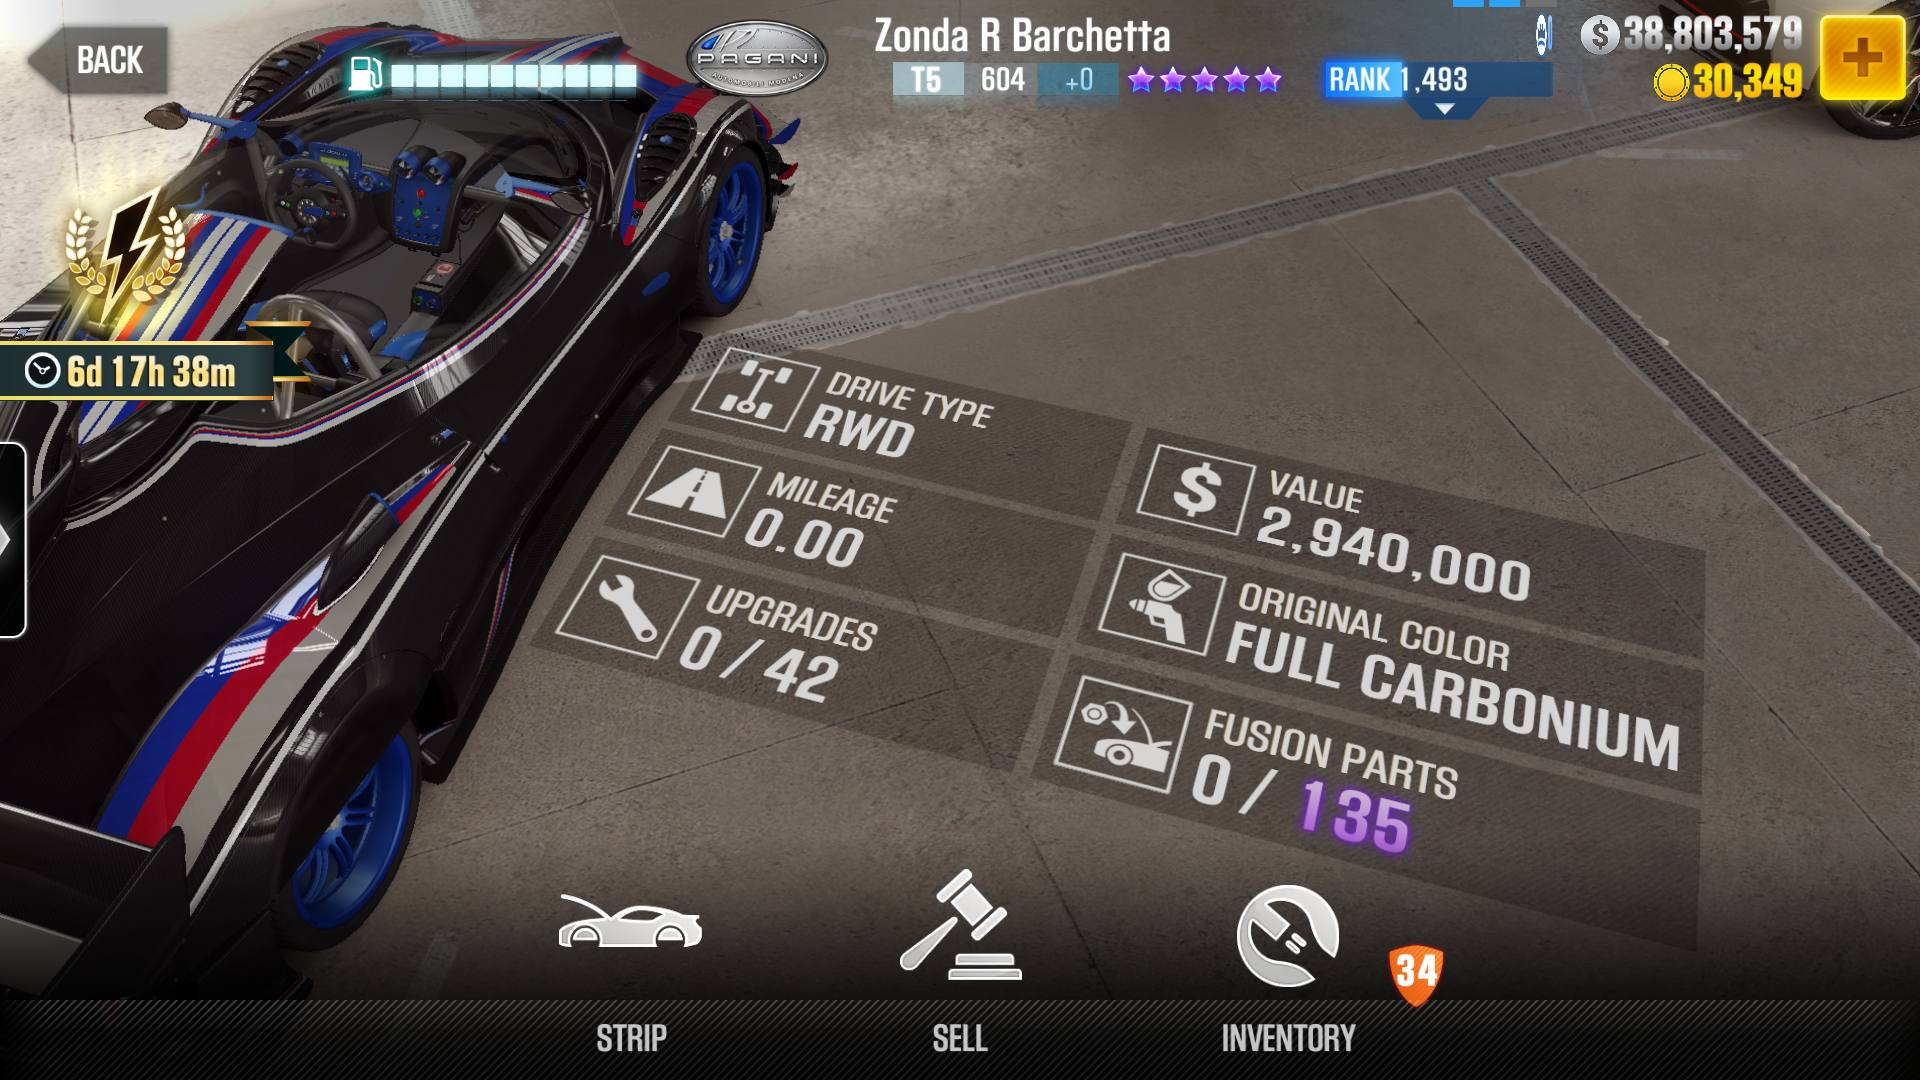 BACK
PAGANI
AUTOMOBILI MODENA
Zonda R Barchetta
T5 604 +0
RANK 1,493
38,803,579
30,349
6d 17h 38m
DRIVE TYPE
RWD
MILEAGE
0.00
UPGRADES
0/42
VALUE
2,940,000
ORIGINAL COLOR
FULL CARBONIUM
FUSION PARTS
0/135
34
STRIP
SELL
INVENTORY